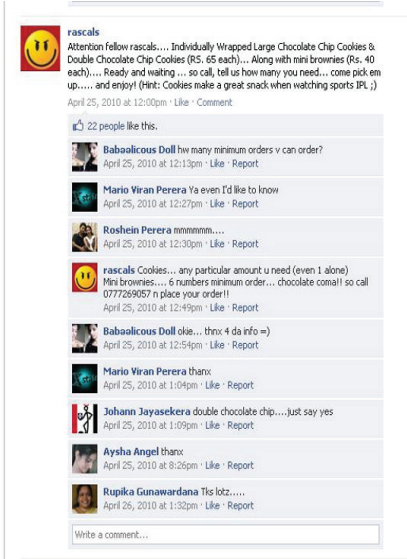 rascals
Attention fellow rascals.... Individually Wrapped Large Chocolate Chip Cookies &
Double Chocolate Chip Cookies (RS. 65 each)... Along with mini brownies (Rs. 40
each).... Ready and waiting ... so call, tell us how many you need... come pick em
up..... and enjoy! (Hint: Cookies make a great snack when watching sports IPL ;)
April 25, 2010 at 12:00pm · Like · Comment
22 people like this.
Babaalicous Doll hw many minimum orders v can order?
April 25, 2010 at 12:13pm · Like · Report
Mario Viran Perera Ya even I'd like to know
April 25, 2010 at 12:27pm · Like · Report
Roshein Perera mmmmmm....
April 25, 2010 at 12:30pm · Like · Report
rascals Cookies... any particular amount u need (even 1 alone)
Mini brownies.... 6 numbers minimum order... chocolate coma!! so call
0777269057 n place your order!!
April 25, 2010 at 12:49pm · Like · Report
Babaalicous Doll okie... thnx 4 da info =)
April 25, 2010 at 12:54pm · Like · Report
Mario Viran Perera thanx
April 25, 2010 at 1:04pm · Like · Report
Johann Jayasekera double chocolate chip....just say yes
April 25, 2010 at 1:09pm · Like · Report
Aysha Angel thanx
April 25, 2010 at 8:26pm · Like · Report
Rupika Gunawardana Tks lotz.....
April 26, 2010 at 1:32pm · Like · Report
Write a comment...